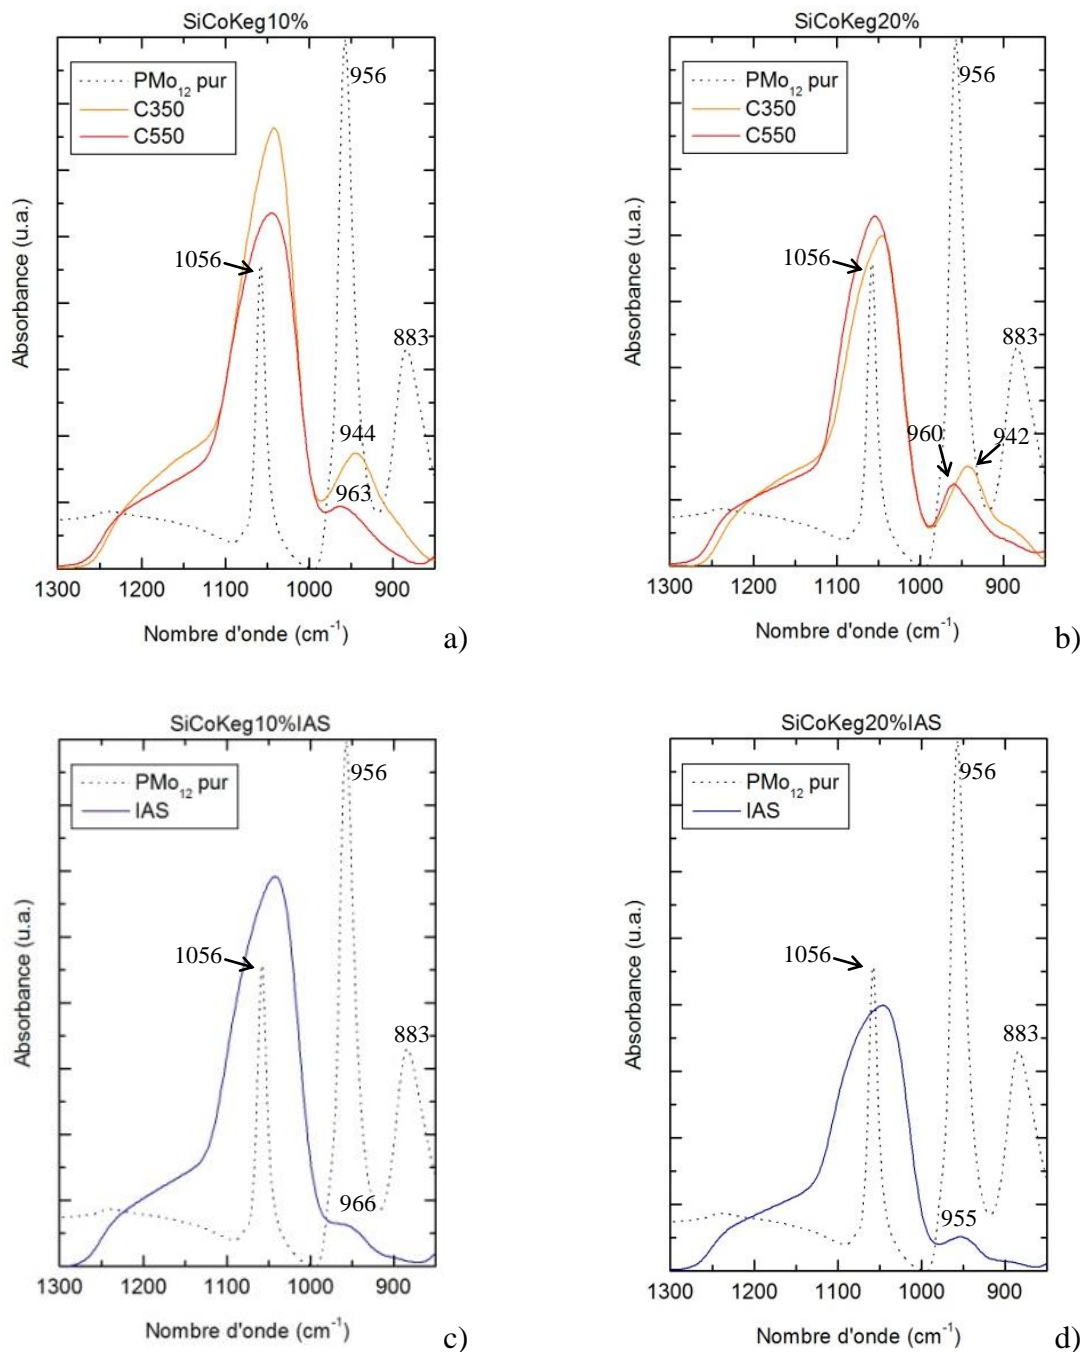 SiCoKeg10%
PMo12 pur
C350
C550
956
1056
883
944
963
Absorbance (u.a.)
1300 1200 1100 1000 900
Nombre d'onde (cm-1)
a)
SiCoKeg20%
PMo12 pur
C350
C550
956
1056
883
960
942
Absorbance (u.a.)
1300 1200 1100 1000 900
Nombre d'onde (cm-1)
b)
SiCoKeg10%IAS
PMo12 pur
IAS
956
1056
883
966
Absorbance (u.a.)
1300 1200 1100 1000 900
Nombre d'onde (cm-1)
c)
SiCoKeg20%IAS
PMo12 pur
IAS
956
1056
883
955
Absorbance (u.a.)
1300 1200 1100 1000 900
Nombre d'onde (cm-1)
d)